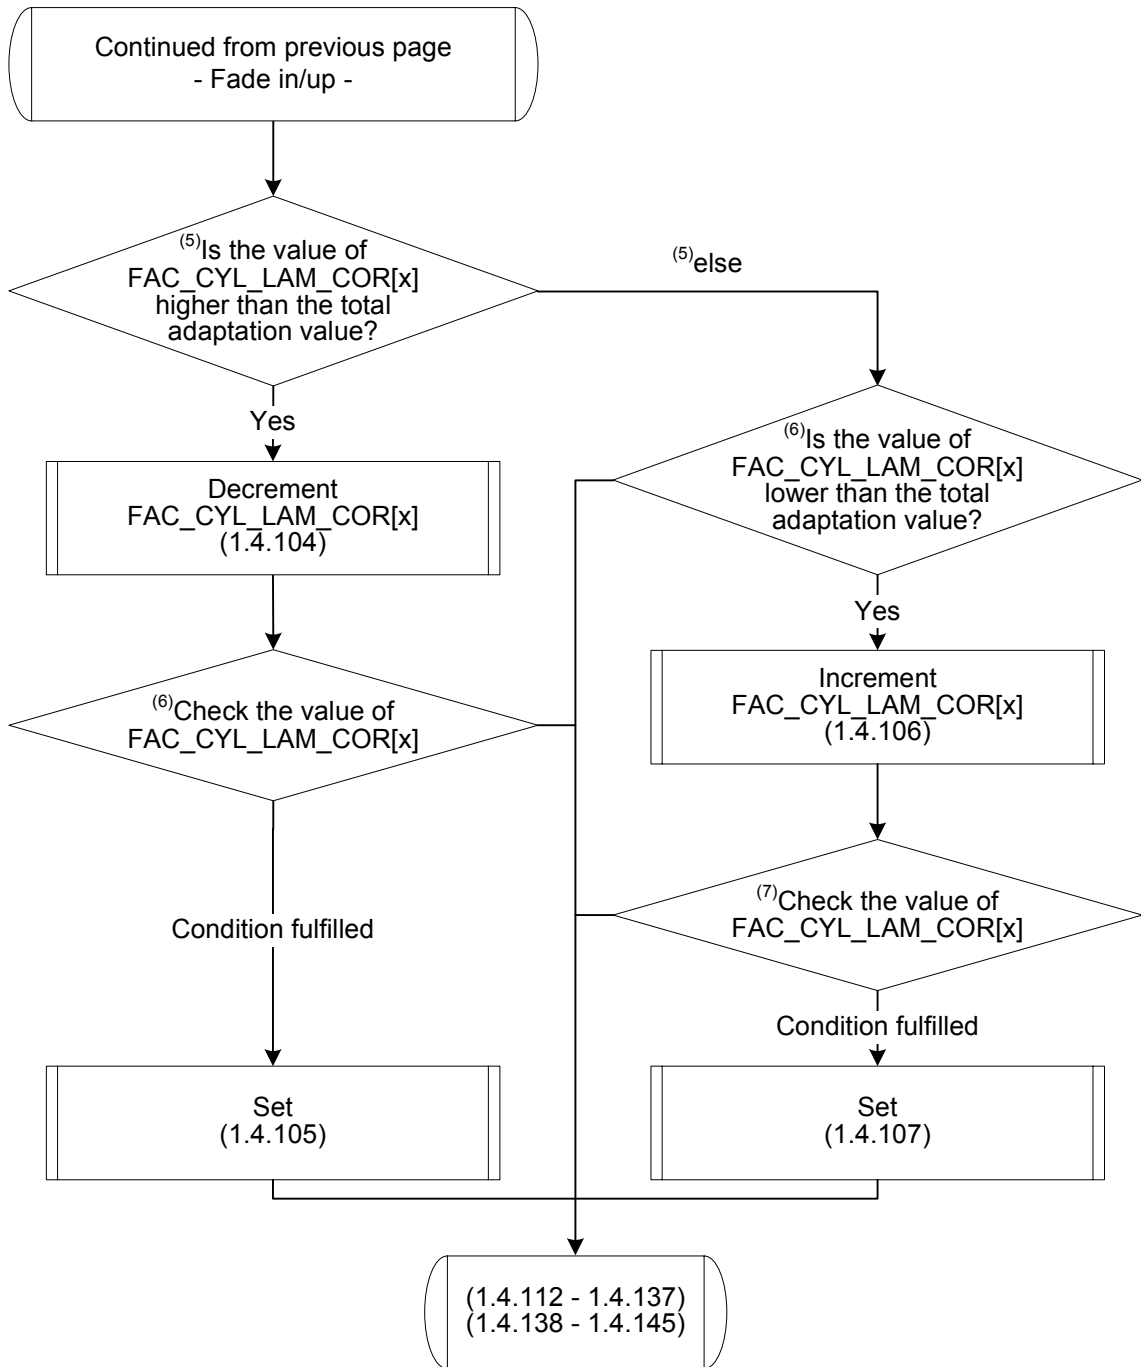 Continued from previous page
- Fade in/up -
(5)Is the value of
FAC_CYL_LAM_COR[x]
higher than the total
adaptation value?
(5)else
Yes
(6)Is the value of
FAC_CYL_LAM_COR[x]
lower than the total
adaptation value?
Decrement
FAC_CYL_LAM_COR[x]
(1.4.104)
Yes
(6)Check the value of
FAC_CYL_LAM_COR[x]
Increment
FAC_CYL_LAM_COR[x]
(1.4.106)
Condition fulfilled
(7)Check the value of
FAC_CYL_LAM_COR[x]
Condition fulfilled
Set
(1.4.105)
Set
(1.4.107)
(1.4.112 - 1.4.137)
(1.4.138 - 1.4.145)